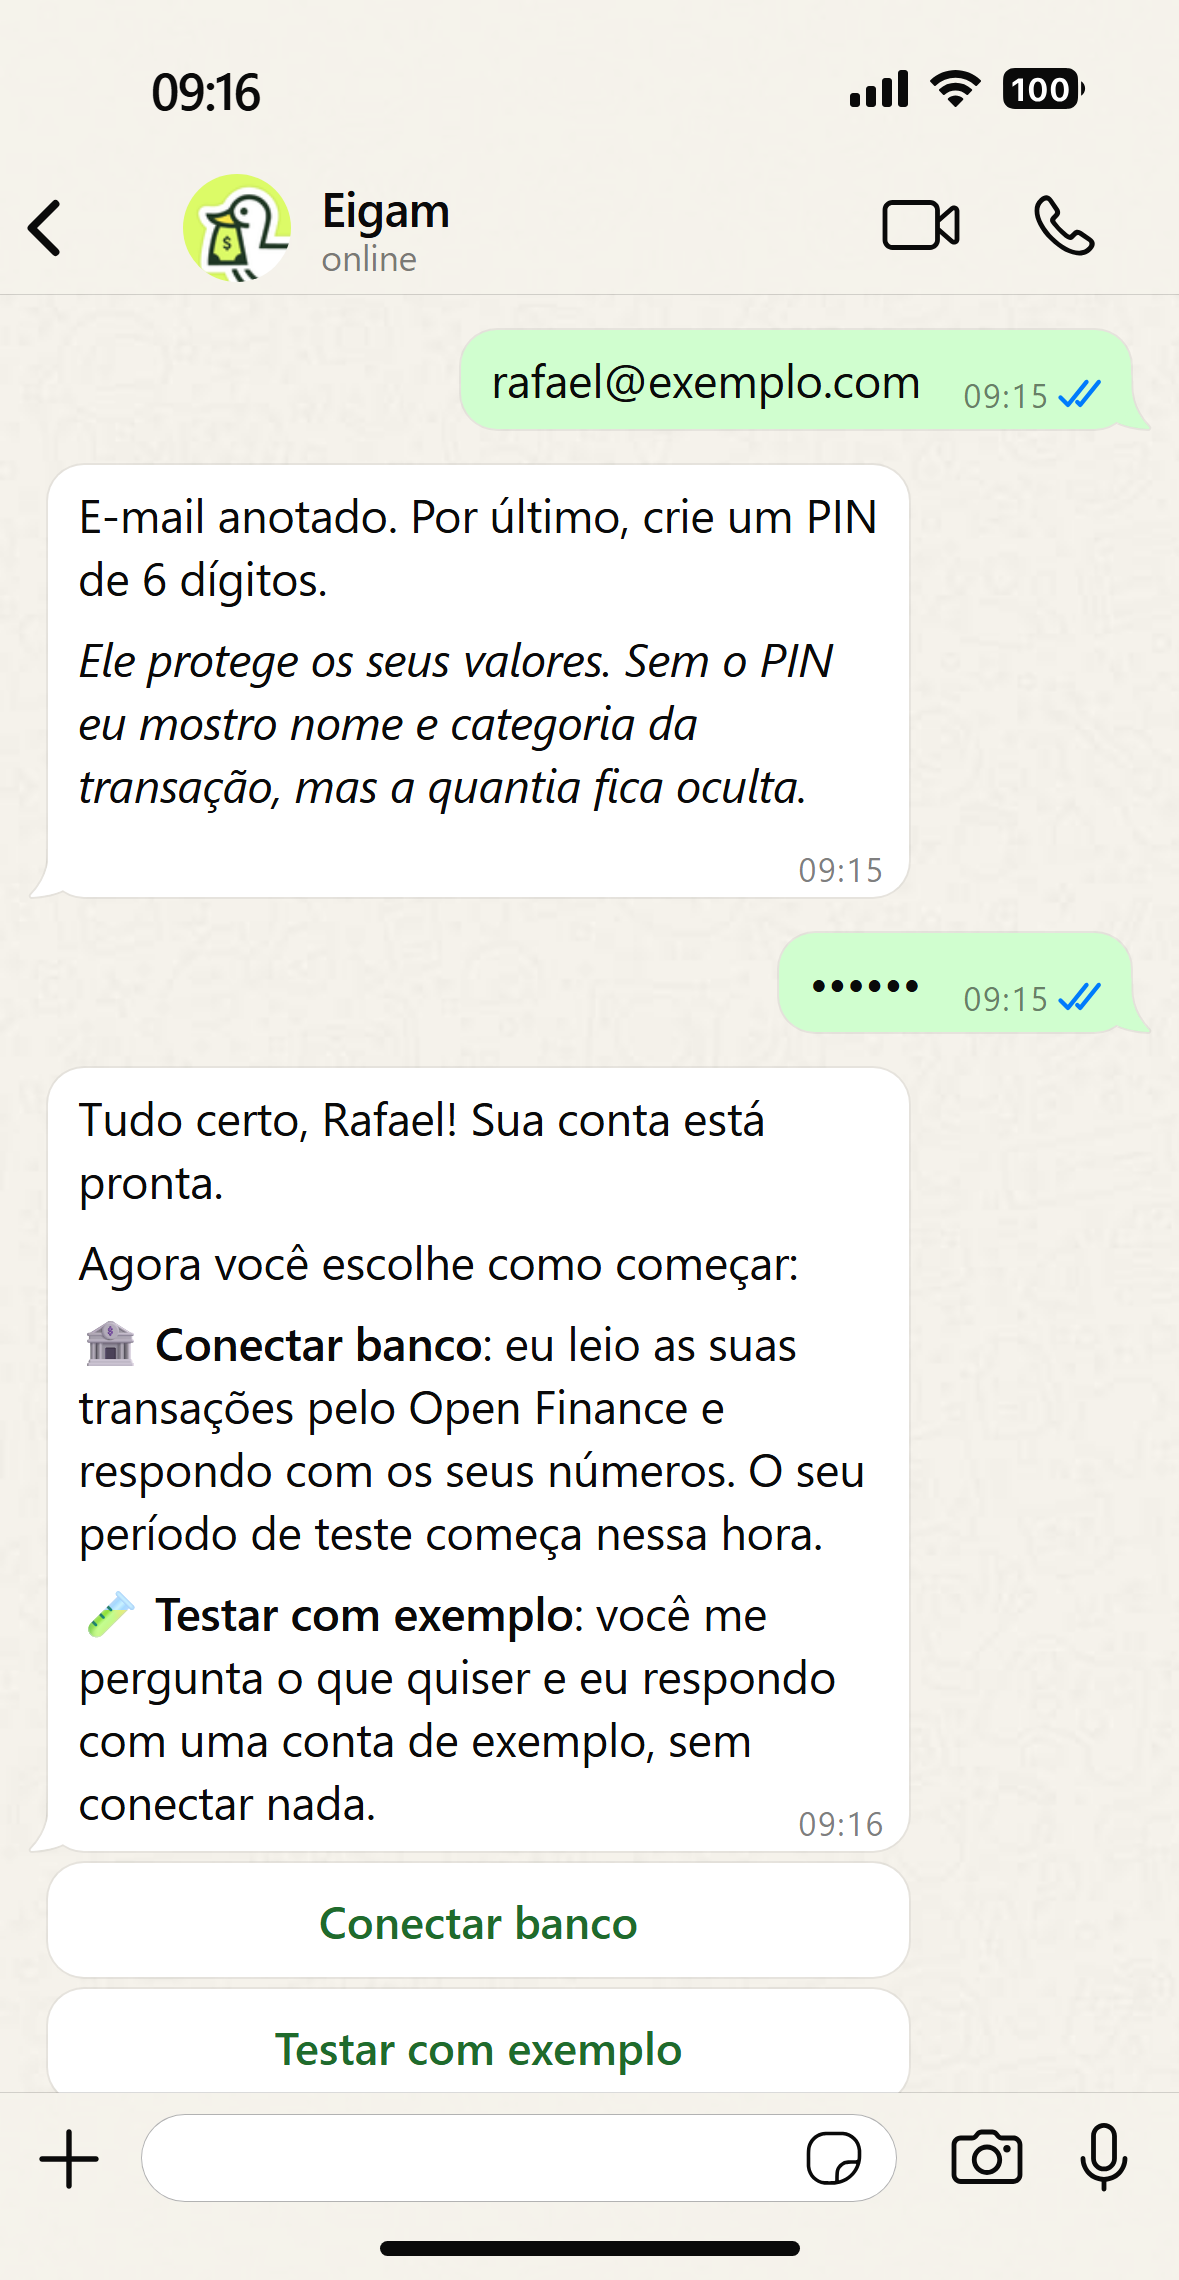 09:16
100
Eigam
online
rafael@exemplo.com 09:15
E-mail anotado. Por último, crie um PIN
de 6 dígitos.
Ele protege os seus valores. Sem o PIN
eu mostro nome e categoria da
transação, mas a quantia fica oculta.
09:15
•••••• 09:15
Tudo certo, Rafael! Sua conta está
pronta.
Agora você escolhe como começar:
🏦 Conectar banco: eu leio as suas
transações pelo Open Finance e
respondo com os seus números. O seu
período de teste começa nessa hora.
🧪 Testar com exemplo: você me
pergunta o que quiser e eu respondo
com uma conta de exemplo, sem
conectar nada.
09:16
Conectar banco
Testar com exemplo